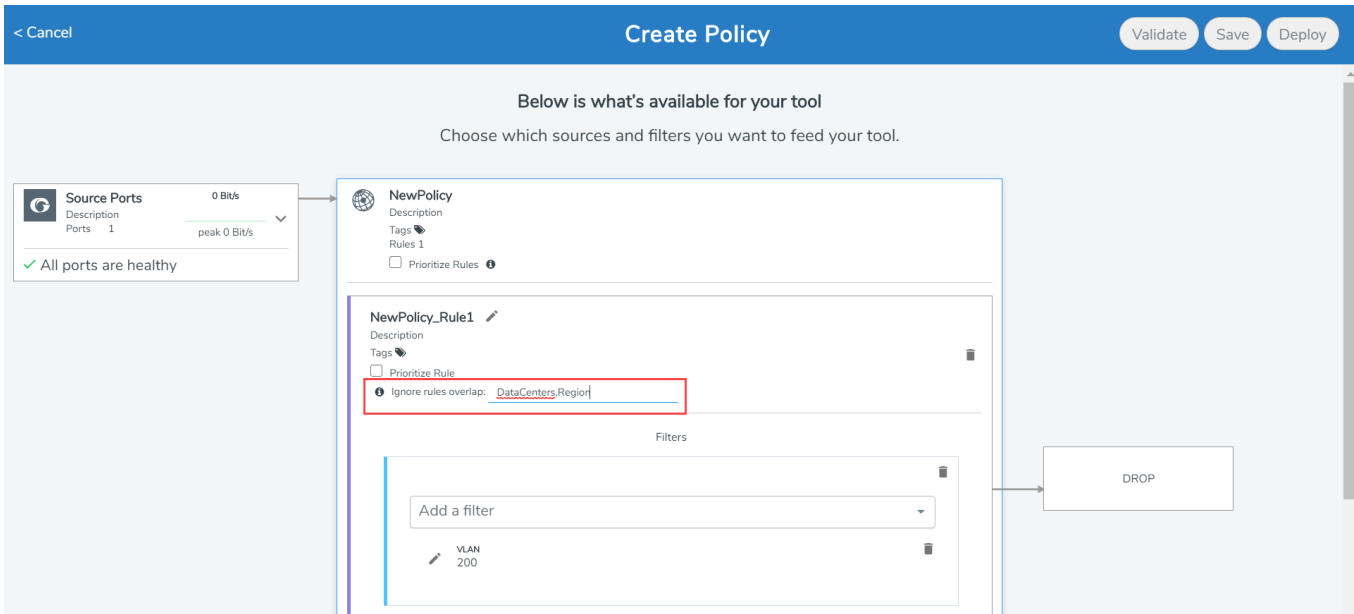 < Cancel
Create Policy
Validate
Save
Deploy
Below is what's available for your tool
Choose which sources and filters you want to feed your tool.
Source Ports
0 Bit/s
Description
Ports 1
peak 0 Bit/s
All ports are healthy
NewPolicy
Description
Tags
Rules 1
Prioritize Rules
NewPolicy_Rule1
Description
Tags
Prioritize Rule
Ignore rules overlap: DataCenters,Region
Filters
Add a filter
VLAN
200
DROP